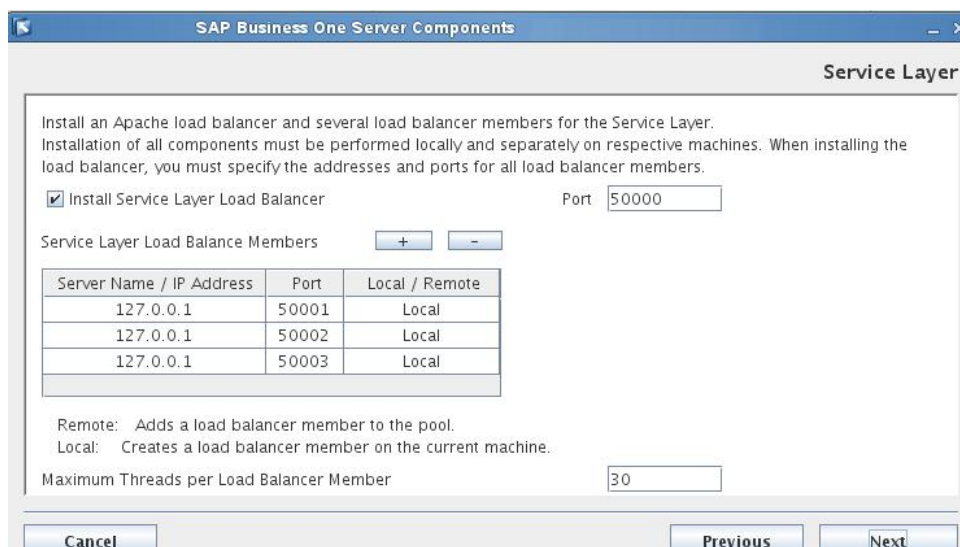 SAP Business One Server Components
Service Layer
Install an Apache load balancer and several load balancer members for the Service Layer.
Installation of all components must be performed locally and separately on respective machines. When installing the
load balancer, you must specify the addresses and ports for all load balancer members.
Install Service Layer Load Balancer Port 50000
Service Layer Load Balance Members + -
Server Name / IP Address Port Local / Remote
127.0.0.1 50001 Local
127.0.0.1 50002 Local
127.0.0.1 50003 Local
Remote: Adds a load balancer member to the pool.
Local: Creates a load balancer member on the current machine.
Maximum Threads per Load Balancer Member 30
Cancel Previous Next